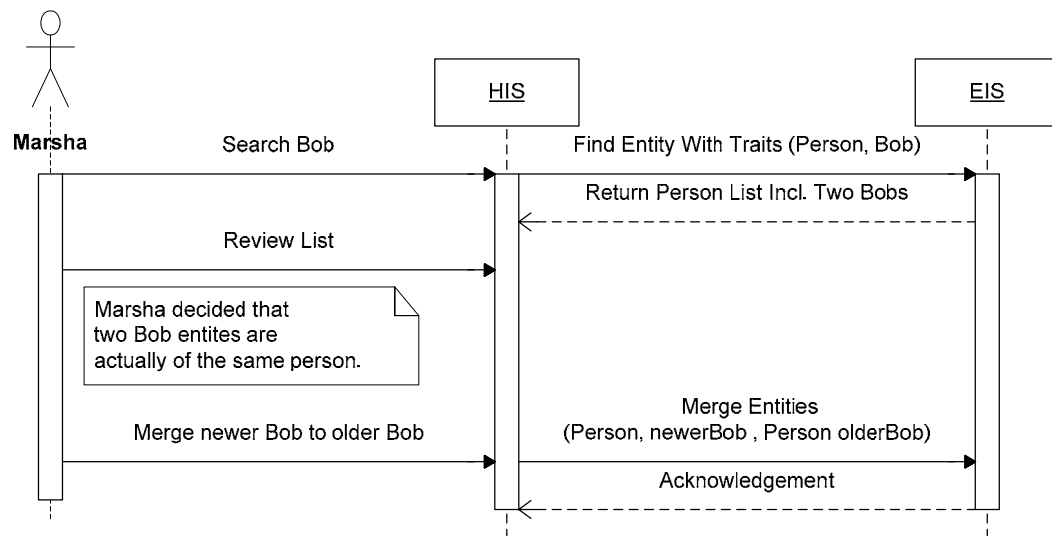 HIS
EIS
Marsha
Search Bob
Find Entity With Traits (Person, Bob)
Return Person List Incl. Two Bobs
Review List
Marsha decided that
two Bob entites are
actually of the same person.
Merge Entities
(Person, newerBob , Person olderBob)
Merge newer Bob to older Bob
Acknowledgement